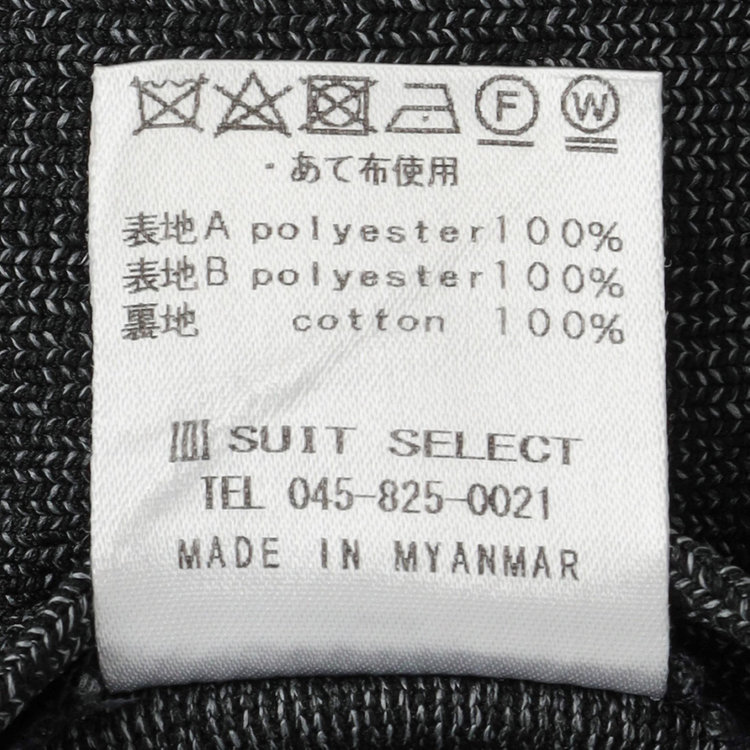 F W
・あて布使用
表地A polyester100%
表地B polyester100%
裏地 cotton 100%
SUIT SELECT
TEL 045-825-0021
MADE IN MYANMAR